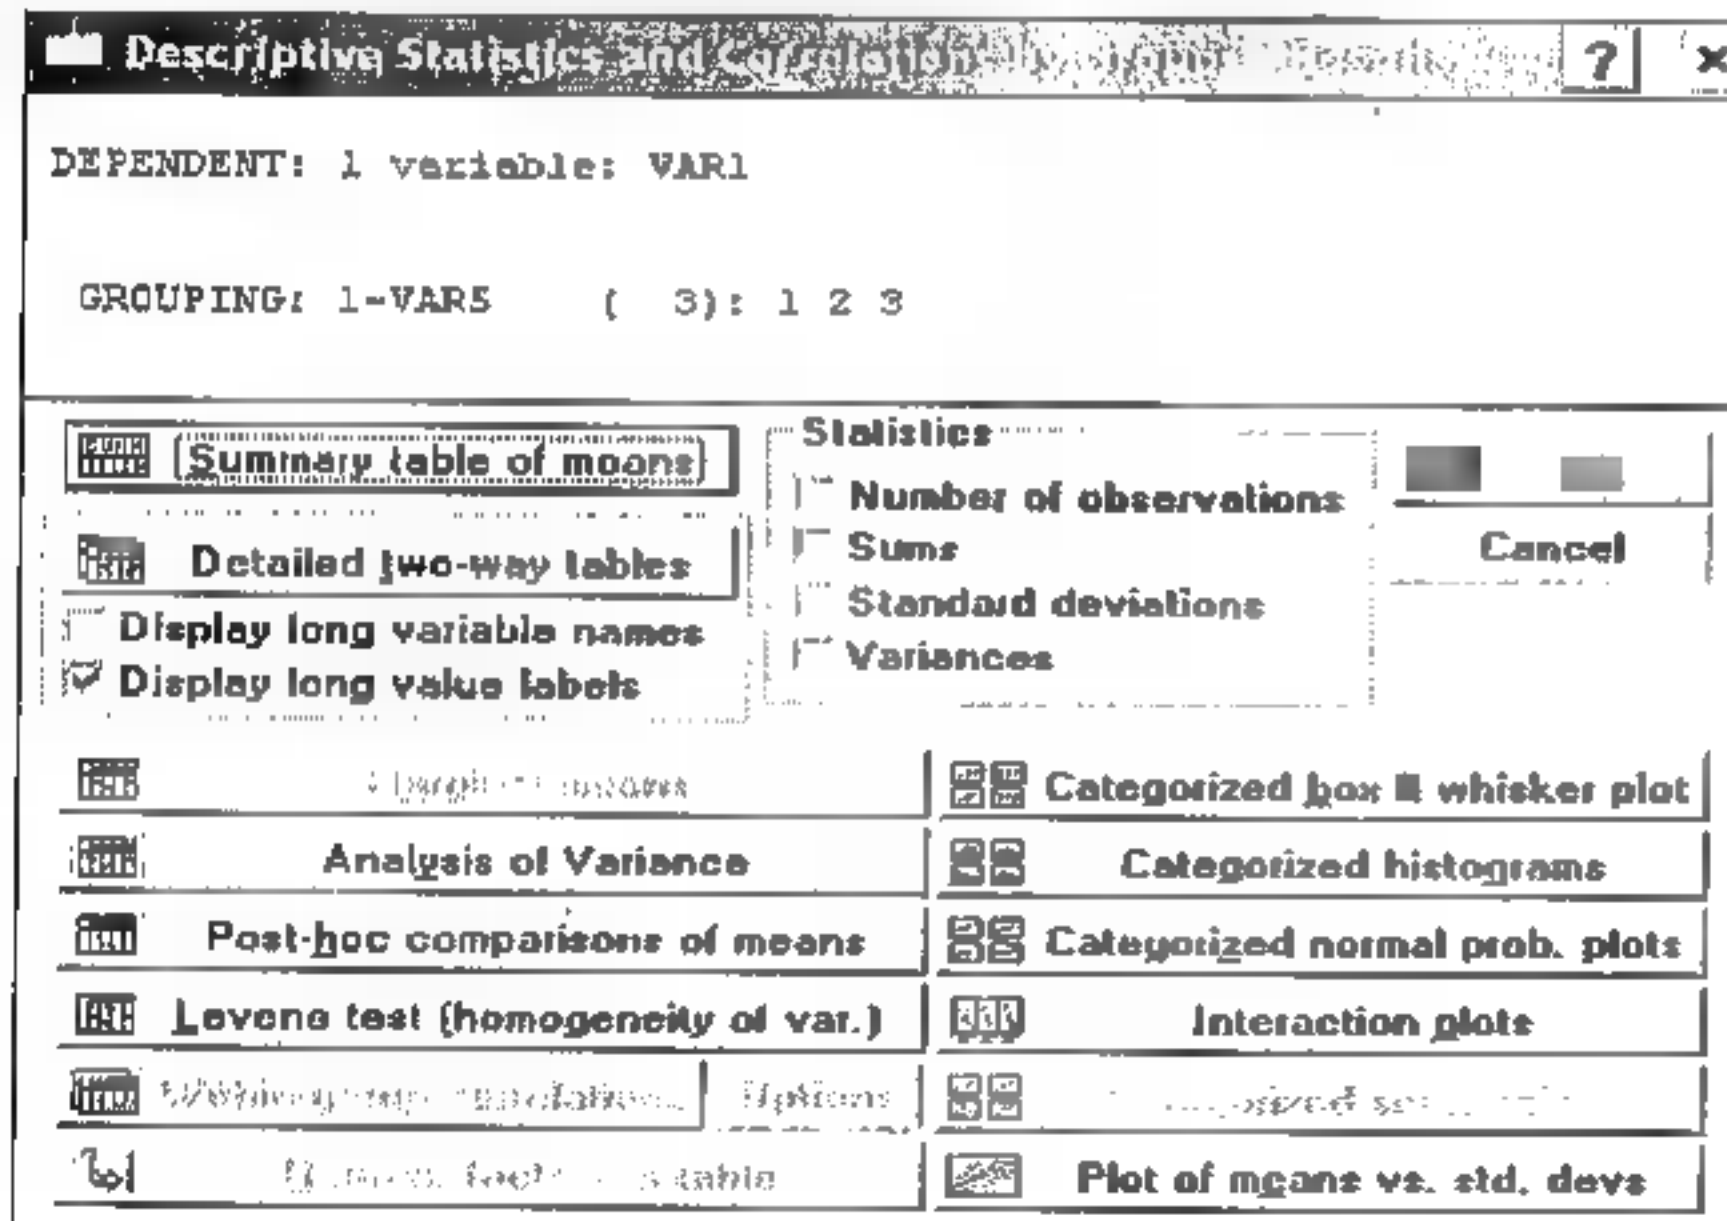 Descriptive Statistics and Correlation ?
DEPENDENT: 1 variable: VAR1
GROUPING: 1-VAR5 ( 3): 1 2 3
Summary table of means
Detailed two-way tables
Display long variable names
Display long value labels
Statistics
Number of observations
Sums
Standard deviations
Variances
Cancel
means
Analysis of Variance
Post-hoc comparisons of means
Levene test (homogeneity of var.)
Options
table
Categorized box & whisker plot
Categorized histograms
Categorized normal prob. plots
Interaction plots
Plot of means vs. std. devs